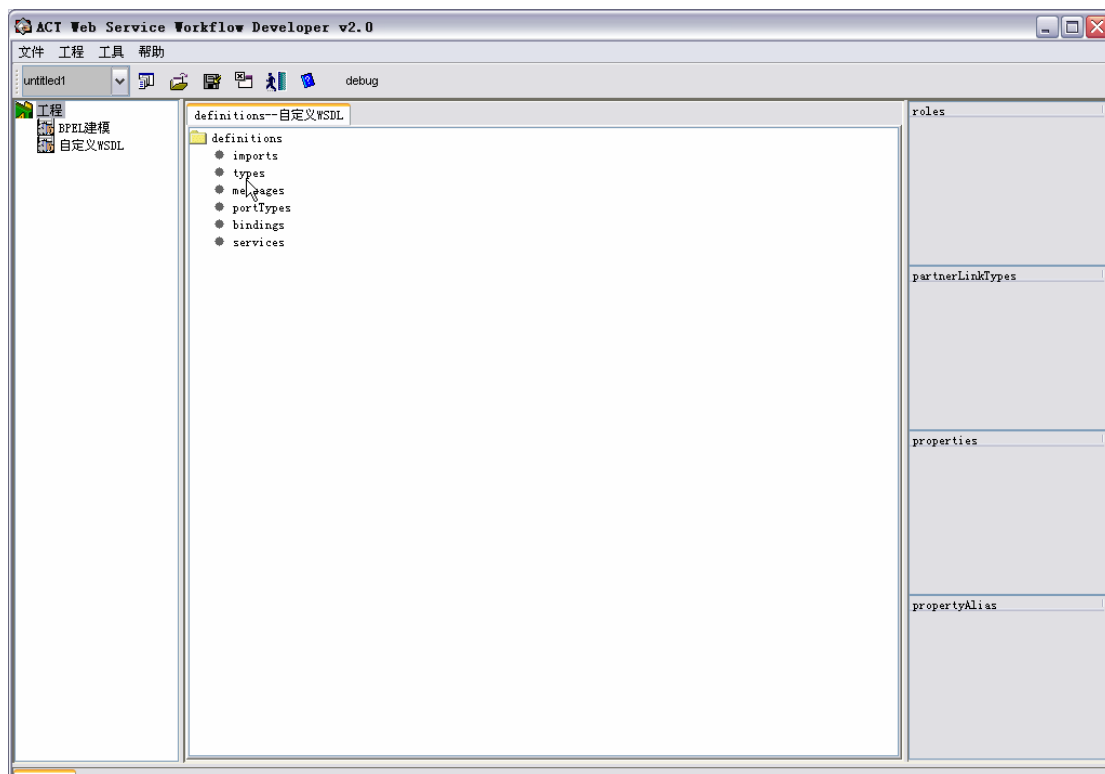 ACT Web Service Workflow Developer v2.0
文件 工程 工具 帮助
untitled1 debug
工程
BPEL建模
自定义WSDL
definitions--自定义WSDL
definitions
imports
types
messages
portTypes
bindings
services
roles
partnerLinkTypes
properties
propertyAlias